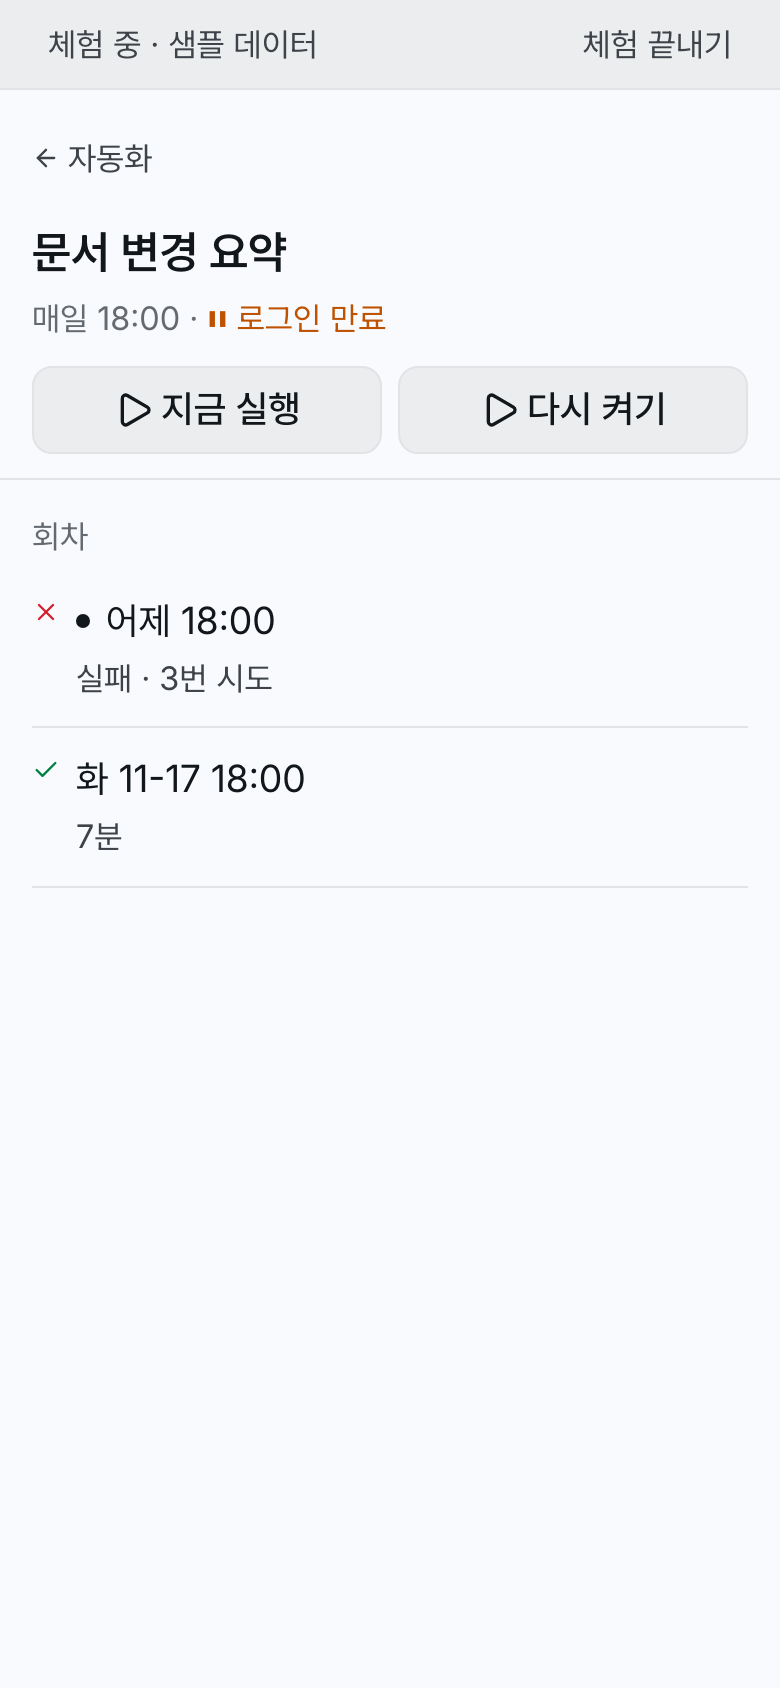 체험 중 · 샘플 데이터
체험 끝내기
← 자동화
문서 변경 요약
매일 18:00 · 로그인 만료
지금 실행
다시 켜기
회차
• 어제 18:00
실패 · 3번 시도
화 11-17 18:00
7분